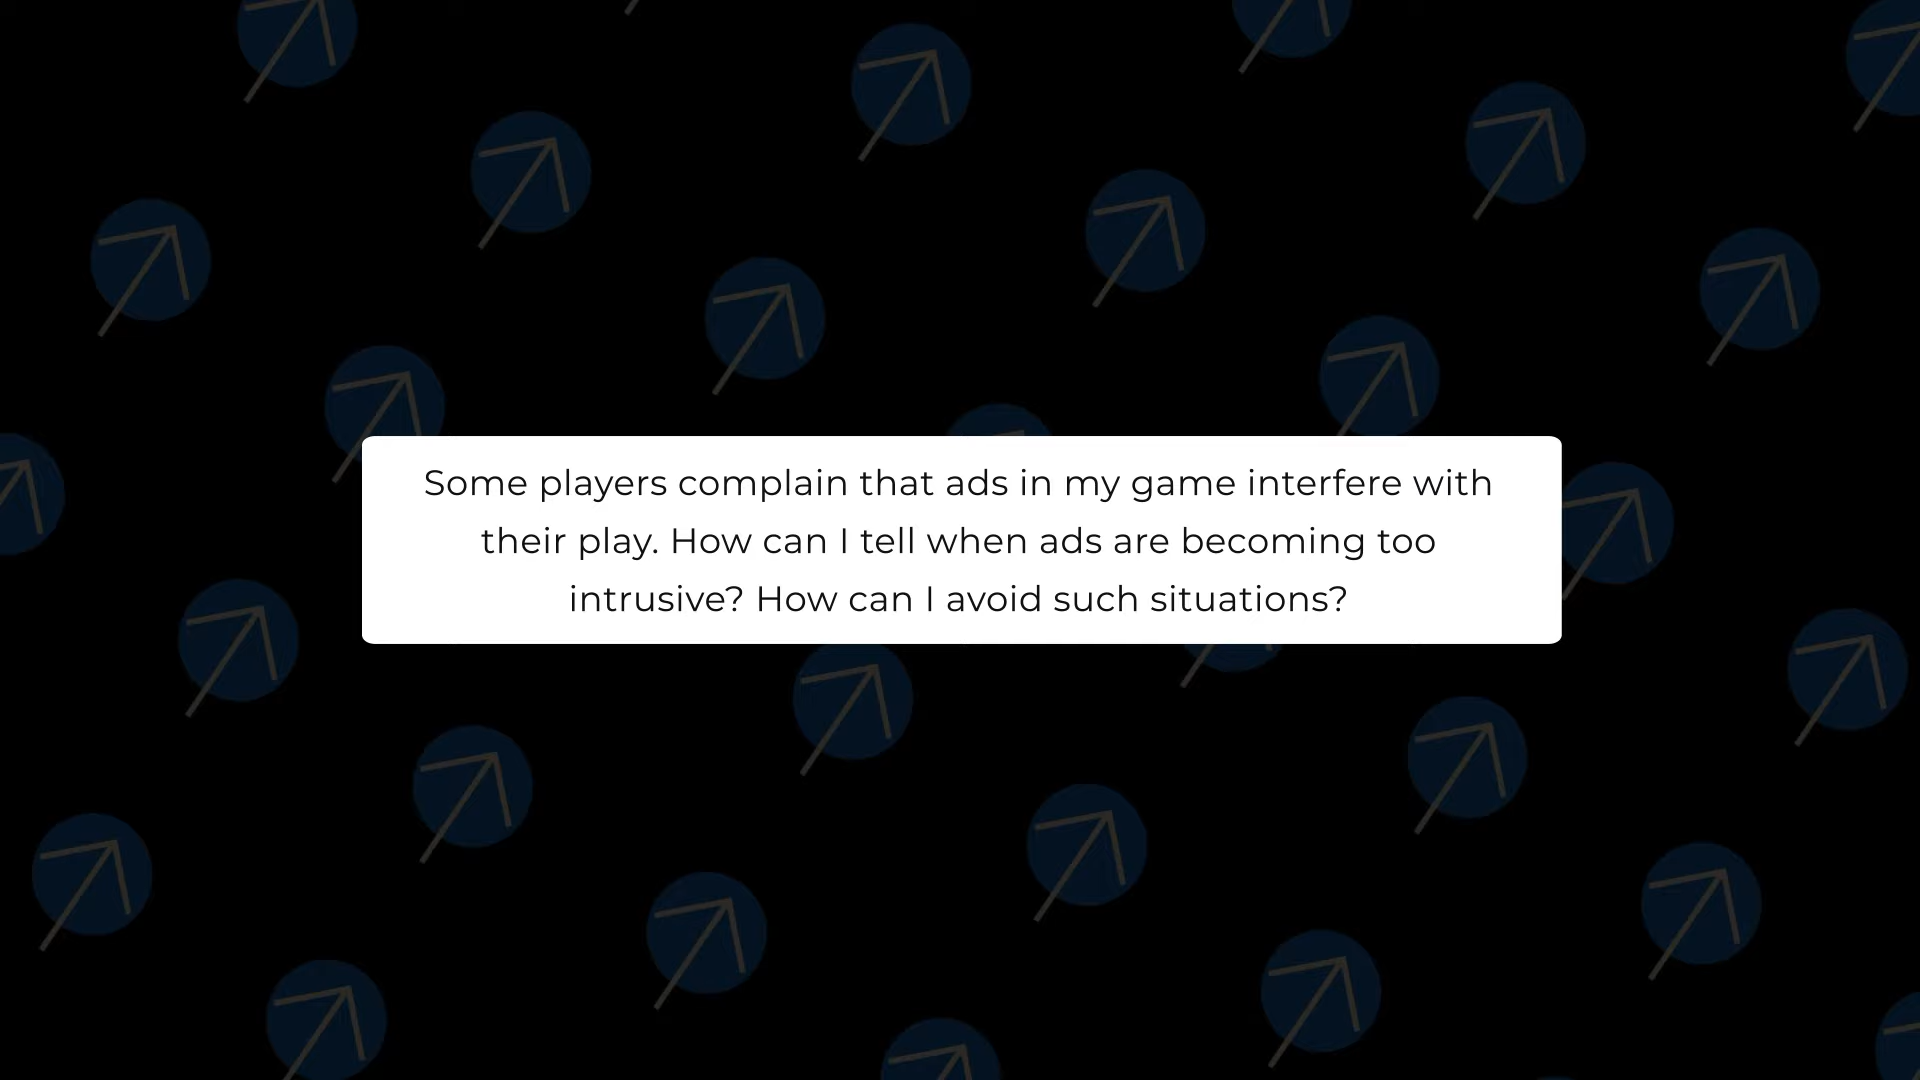 Some players complain that ads in my game interfere with
their play. How can I tell when ads are becoming too
intrusive? How can I avoid such situations?